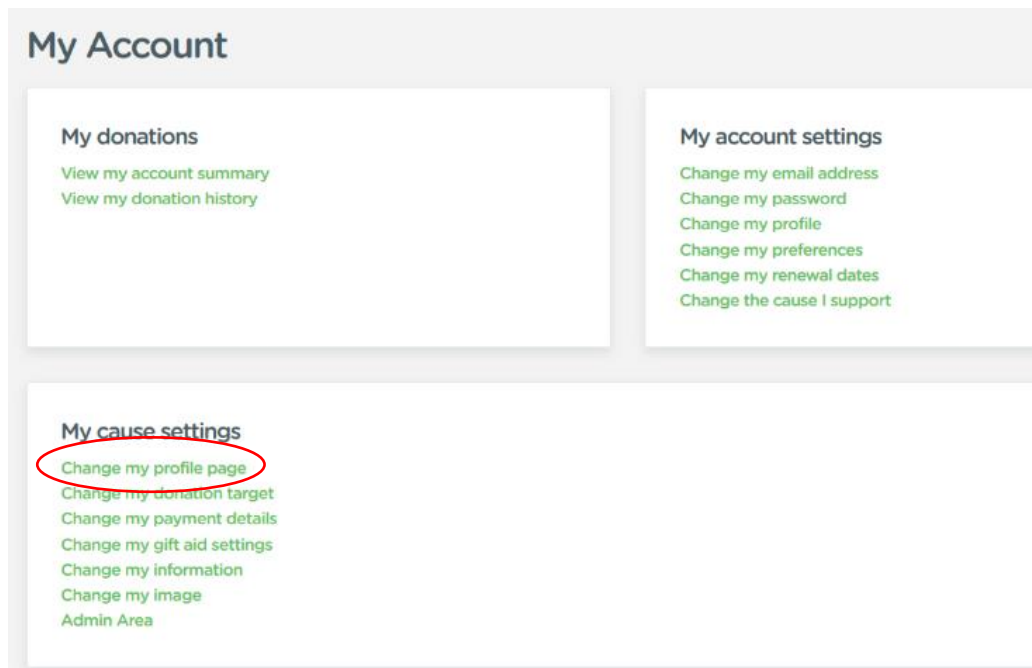 My Account
My donations
View my account summary
View my donation history
My account settings
Change my email address
Change my password
Change my profile
Change my preferences
Change my renewal dates
Change the cause I support
My cause settings
Change my profile page
Change my donation target
Change my payment details
Change my gift aid settings
Change my information
Change my image
Admin Area